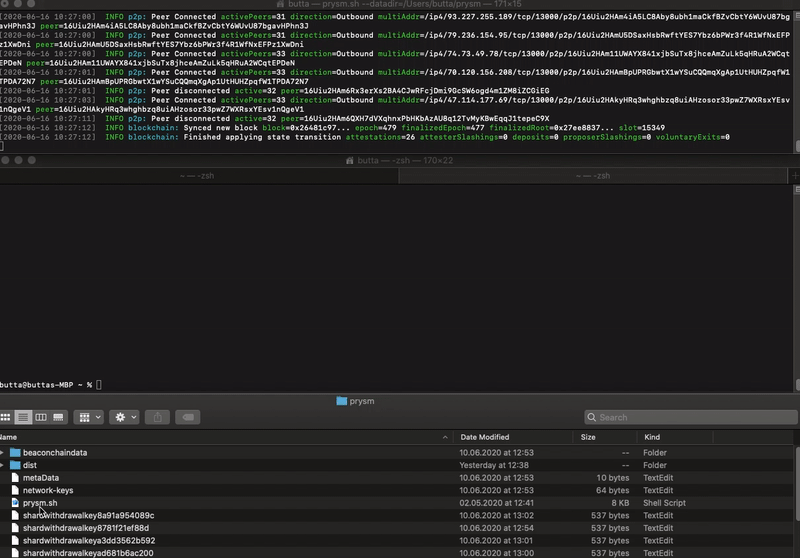 butta — prysm.sh --datadir=/Users/butta/prysm — 171×15
[2020-06-16 10:27:00]  INFO p2p: Peer Connected activePeers=31 direction=Outbound multiAddr=/ip4/93.227.255.189/tcp/13000/p2p/16Uiu2HAm4iA5LC8Aby8ubh1maCkfBZvCbtY6WUvU87bg
avHPhn3J peer=16Uiu2HAm4iA5LC8Aby8ubh1maCkfBZvCbtY6WUvU87bgavHPhn3J
[2020-06-16 10:27:00]  INFO p2p: Peer Connected activePeers=31 direction=Outbound multiAddr=/ip4/79.236.154.95/tcp/13000/p2p/16Uiu2HAmU5DSaxHsbRwftYES7Ybz6bPWz3f4R1WfNxEF
Pz1XwDni peer=16Uiu2HAmU5DSaxHsbRwftYES7Ybz6bPWr3f4R1WfNxEFPz1XwDni
[2020-06-16 10:27:00]  INFO p2p: Peer Connected activePeers=33 direction=Outbound multiAddr=/ip4/74.73.49.78/tcp/13000/p2p/16Uiu2HAm11UWAYX841xjbSuTx8jhceAmZuLk5qHRuA2WCqt
EPDeN peer=16Uiu2HAm11UWAYX841xjbSuTx8jhceAmZuLk5qHRuA2WCqtEPDeN
[2020-06-16 10:27:00]  INFO p2p: Peer Connected activePeers=33 direction=Outbound multiAddr=/ip4/70.120.156.208/tcp/13000/p2p/16Uiu2HAmBpUPRGbwtX1wYSuCQQmqXgAp1UtHUHZpqfW
1TPDA72N7 peer=16Uiu2HAmBpUPRGbwtX1wYSuCQQmqXgAp1UtHUHZpqfW1TPDA72N7
[2020-06-16 10:27:03]  INFO p2p: Peer disconnected active=32 peer=16Uiu2HAm6Rx3erXs2BA4CJwRFcjDmi9GcSW6ogd4m1ZM8iZCGiEG
[2020-06-16 10:27:03]  INFO p2p: Peer Connected activePeers=33 direction=Outbound multiAddr=/ip4/47.114.177.69/tcp/13000/p2p/16Uiu2HAkyHRq3whghbzq8uiAHzosor33pwZ7WXRsxYEsv
1nQgeV1 peer=16Uiu2HAkyHRq3whghbzq8uiAHzosor33pwZ7WXRsxYEsv1nQgeV1
[2020-06-16 10:27:11]  INFO p2p: Peer disconnected active=32 peer=16Uiu2HAm6QXH7dVXqhnxPbHKbAzAU8q12TvMyKBwEqqJ1tepeC9X
[2020-06-16 10:27:12]  INFO blockchain: Synced new block block=0x26481c97... epoch=479 finalizedEpoch=477 finalizedRoot=0x27ee8837... slot=15349
[2020-06-16 10:27:12]  INFO blockchain: Finished applying state transition attestations=26 attesterSlashings=0 deposits=0 proposerSlashings=0 voluntaryExits=0
butta — -zsh — 170×22
~ — -zsh ~ — -zsh
butta@buttas-MBP ~ %
prysm
Search
Name Date Modified Size Kind
beaconchaindata 10.06.2020 at 12:53 -- Folder
dist Yesterday at 12:38 -- Folder
metaData 10.06.2020 at 12:53 10 bytes TextEdit
network-keys 10.06.2020 at 12:53 64 bytes TextEdit
prysm.sh 02.05.2020 at 12:41 8 KB Shell Script
shardwithdrawalkey8a91a954089c 10.06.2020 at 13:02 537 bytes TextEdit
shardwithdrawalkey8781f21ef88d 10.06.2020 at 12:54 537 bytes TextEdit
shardwithdrawalkeya3dd3562b592 10.06.2020 at 13:01 537 bytes TextEdit
shardwithdrawalkeyad681b6ac200 10.06.2020 at 13:00 537 bytes TextEdit